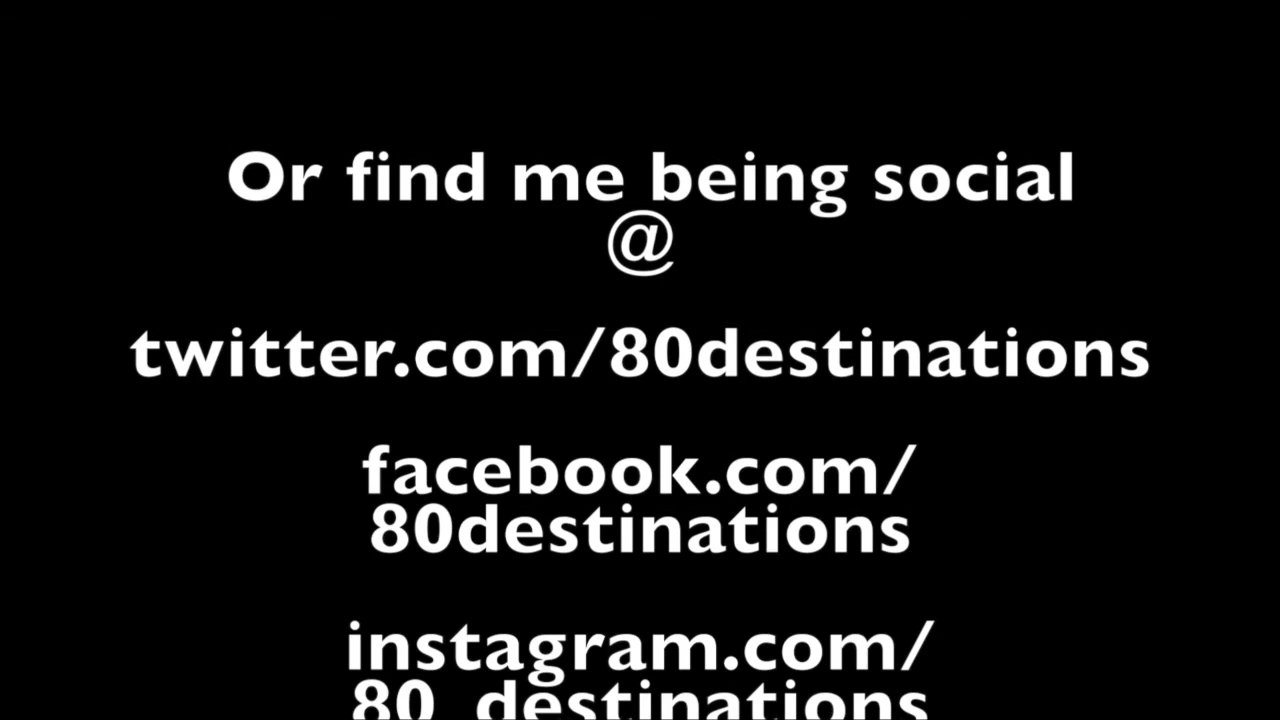 Or find me being social
@
twitter.com/80destinations
facebook.com/
80destinations
instagram.com/
80_destinations